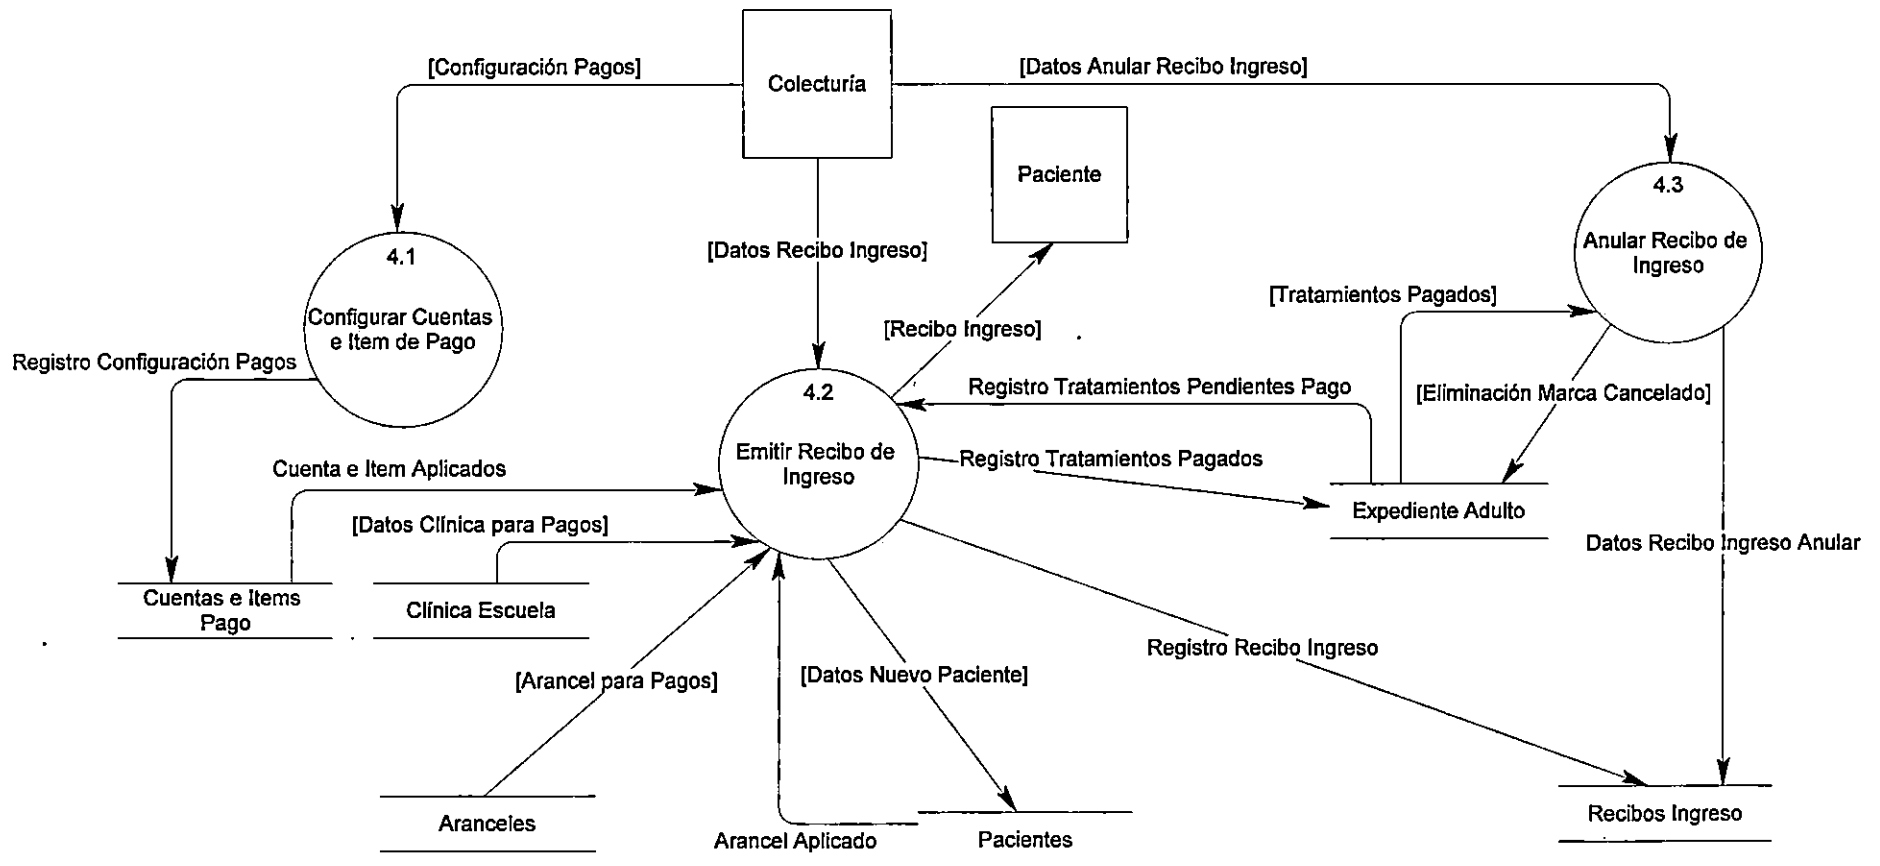 [Configuración Pagos]
Colecturía
[Datos Anular Recibo Ingreso]
Paciente
4.3
Anular Recibo de
Ingreso
4.1
Configurar Cuentas
e Item de Pago
[Datos Recibo Ingreso]
[Tratamientos Pagados]
[Recibo Ingreso]
Registro Configuración Pagos
Registro Tratamientos Pendientes Pago
[Eliminación Marca Cancelado]
4.2
Emitir Recibo de
Ingreso
Cuenta e Item Aplicados
Registro Tratamientos Pagados
Expediente Adulto
[Datos Clínica para Pagos]
Datos Recibo Ingreso Anular
Cuentas e Items
Pago
Clínica Escuela
Registro Recibo Ingreso
[Arancel para Pagos]
[Datos Nuevo Paciente]
Aranceles
Arancel Aplicado
Pacientes
Recibos Ingreso